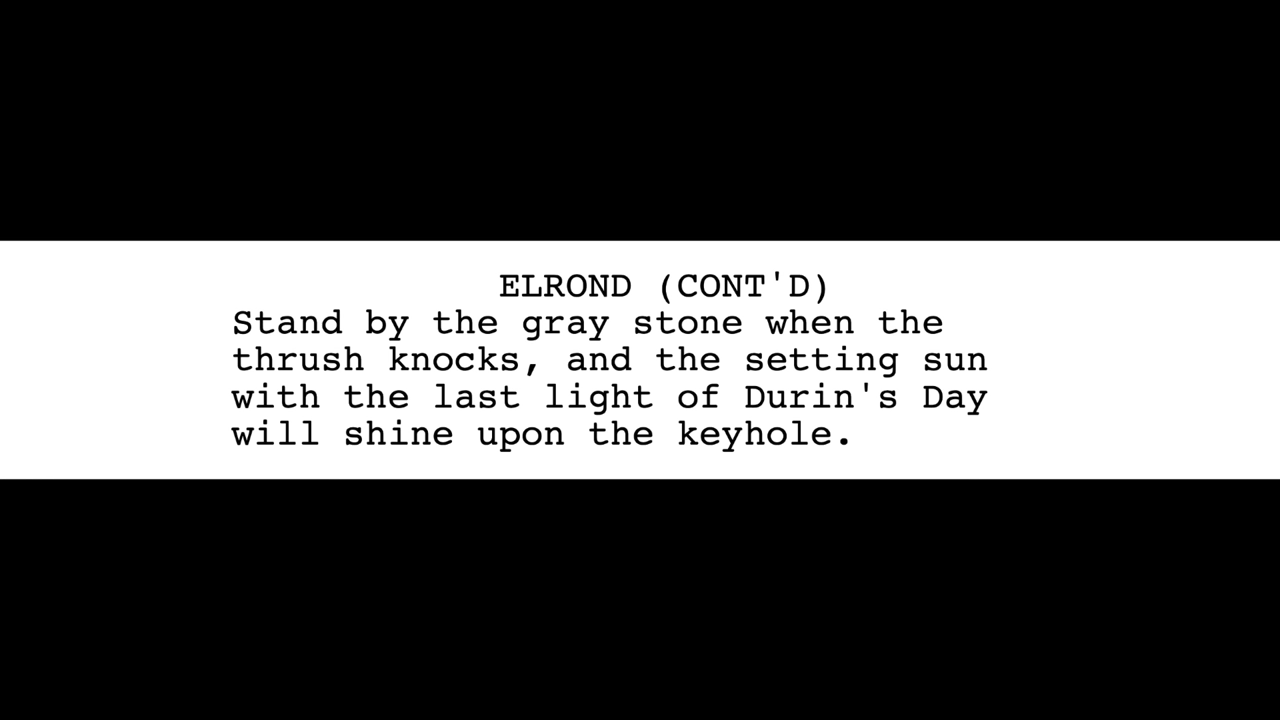 ELROND (CONT'D)
Stand by the gray stone when the
thrush knocks, and the setting sun
with the last light of Durin's Day
will shine upon the keyhole.